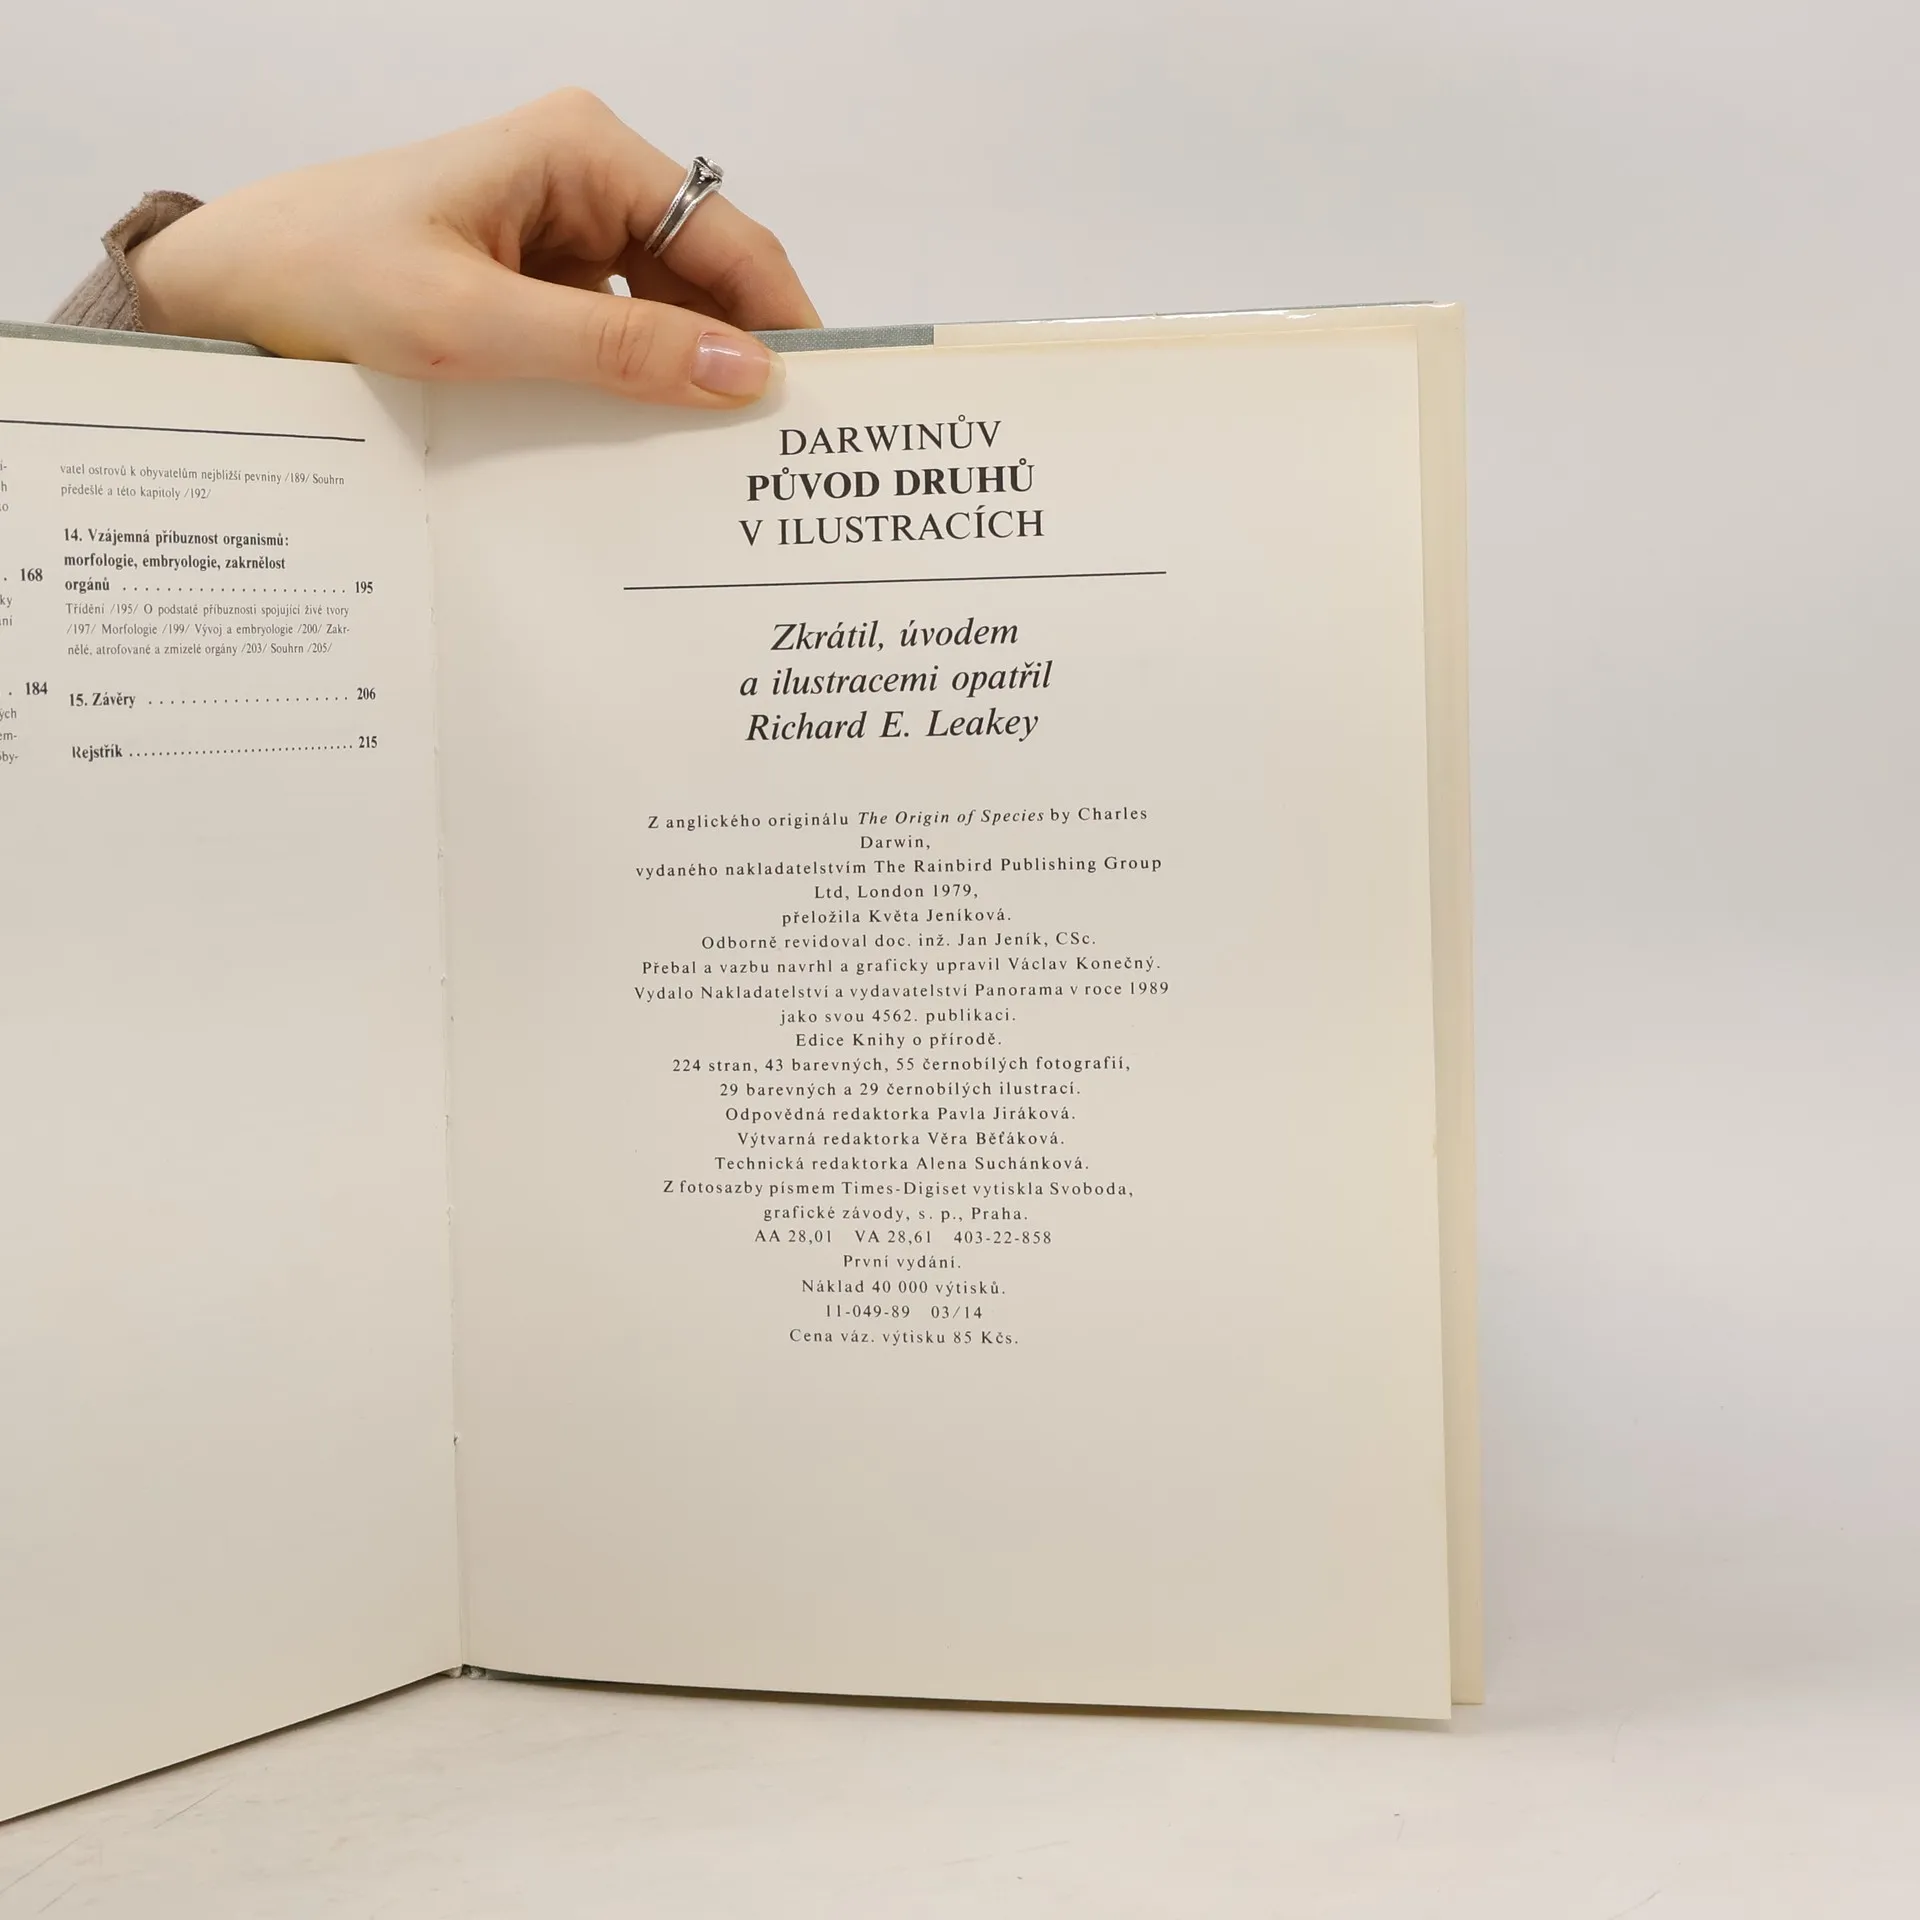 í-
h
vatel ostrovů k obyvatelům nejbližší pevniny /189/ Souhrn
předešlé a této kapitoly /192/
14. Vzájemná příbuznost organismů:
morfologie, embryologie, zakrnělost
orgánů . . . . . . . . . . . . . . . . . . . . . . 195
Třídění /195/ O podstatě příbuznosti spojující živé tvory
/197/ Morfologie /199/ Vývoj a embryologie /200/ Zakr-
nělé, atrofované a zmizelé orgány /203/ Souhrn /205/
. 168
ky
ní
. 184
ých
em-
oby-
15. Závěry . . . . . . . . . . . . . . . . . . . . 206
Rejstřík . . . . . . . . . . . . . . . . . . . . . . 215
DARWINŮV
PŮVOD DRUHŮ
V ILUSTRACÍCH
Zkrátil, úvodem
a ilustracemi opatřil
Richard E. Leakey
Z anglického originálu The Origin of Species by Charles
Darwin,
vydaného nakladatelstvím The Rainbird Publishing Group
Ltd, London 1979,
přeložila Květa Jeníková.
Odborně revidoval doc. inž. Jan Jeník, CSc.
Přebal a vazbu navrhl a graficky upravil Václav Konečný.
Vydalo Nakladatelství a vydavatelství Panorama v roce 1989
jako svou 4562. publikaci.
Edice Knihy o přírodě.
224 stran, 43 barevných, 55 černobílých fotografií,
29 barevných a 29 černobílých ilustrací.
Odpovědná redaktorka Pavla Jiráková.
Výtvarná redaktorka Věra Běťáková.
Technická redaktorka Alena Suchánková.
Z fotosazby písmem Times-Digiset vytiskla Svoboda,
grafické závody, s. p., Praha.
AA 28,01 VA 28,61 403-22-858
První vydání.
Náklad 40 000 výtisků.
11-049-89 03/14
Cena váz. výtisku 85 Kčs.